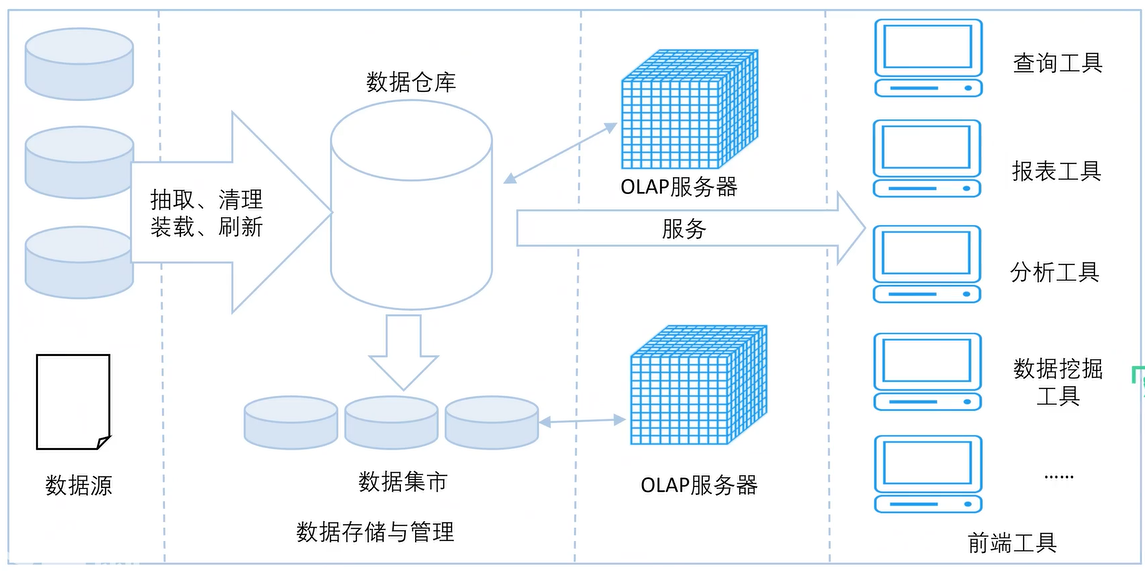 数据仓库
抽取、清理
装载、刷新
OLAP服务器
服务
查询工具
报表工具
分析工具
数据挖掘
工具
……
数据源
数据集市
OLAP服务器
数据存储与管理
前端工具